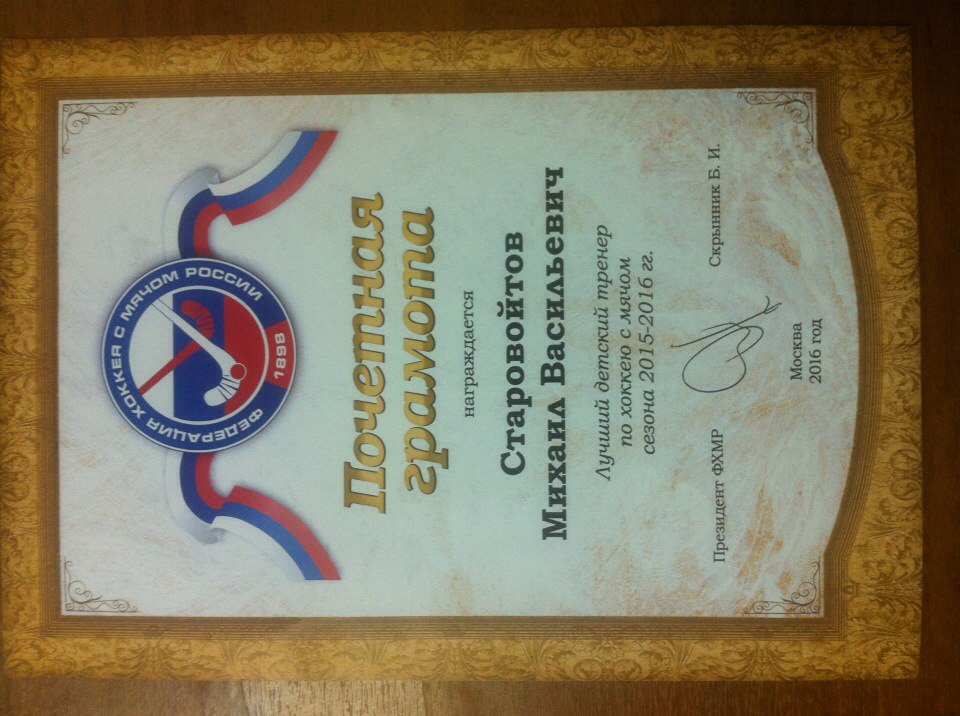 ФЕДЕРАЦИЯ ХОККЕЯ С МЯЧОМ РОССИИ
1898
Почетная
грамота
награждается
Старовойтов
Михаил Васильевич
Лучший детский тренер
по хоккею с мячом
сезона 2015-2016 гг.
Президент ФХМР Скрынник Б. И.
Москва
2016 год